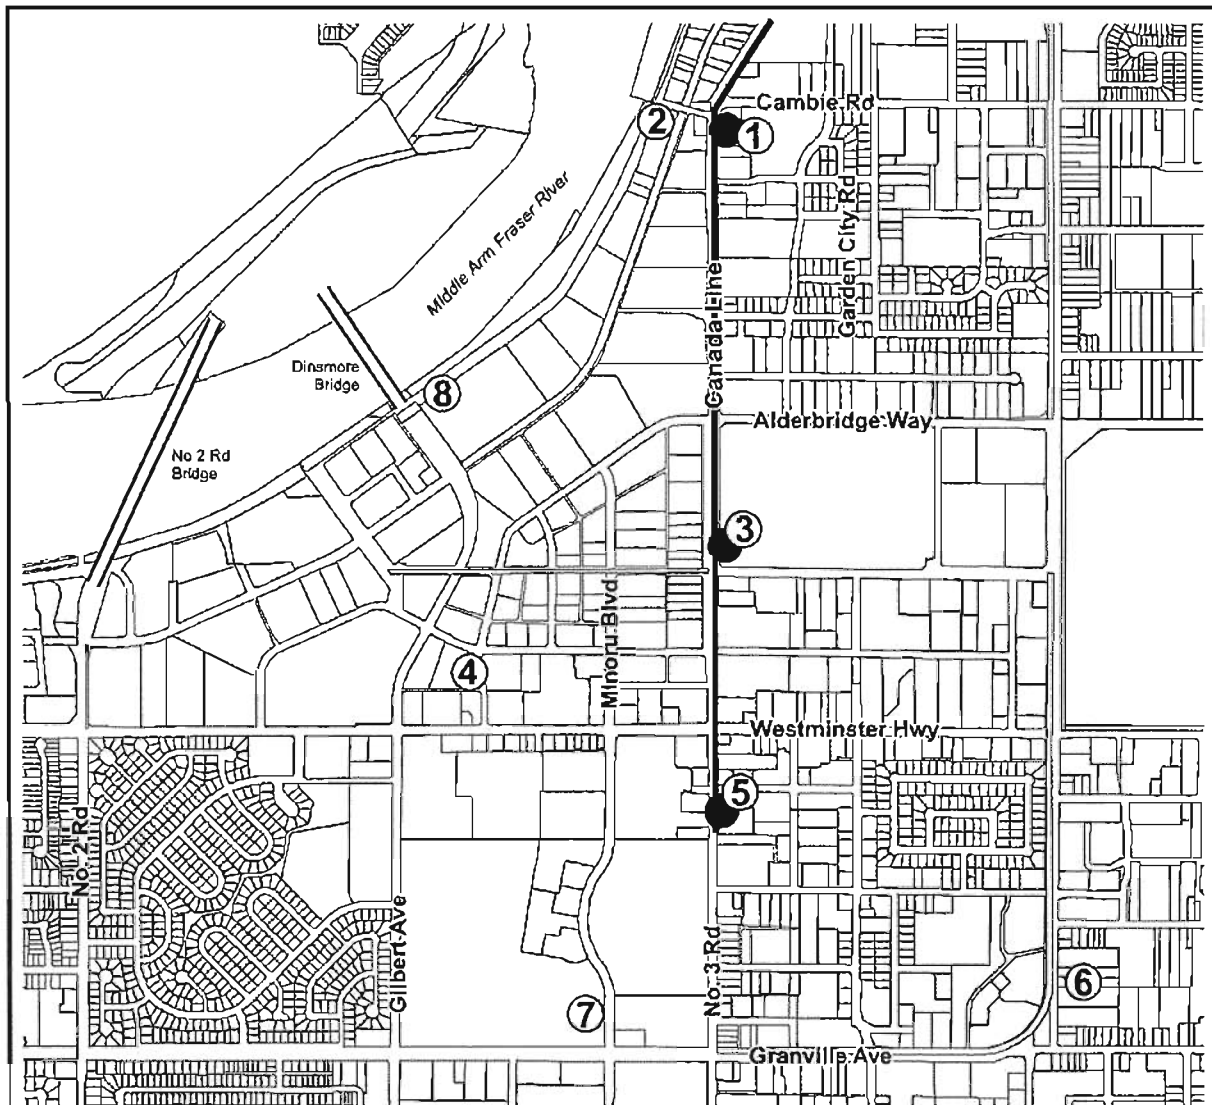 Cambie Rd
2
1
Middle Arm Fraser River
Garden City Rd
Canada Line
Dinsmore
Bridge
8
Alderbridge Way
No 2 Rd
Bridge
3
Minoru Blvd
4
Westminster Hwy
5
No. 2 Rd
Gilbert Ave
No. 3 Rd
6
7
Granville Ave